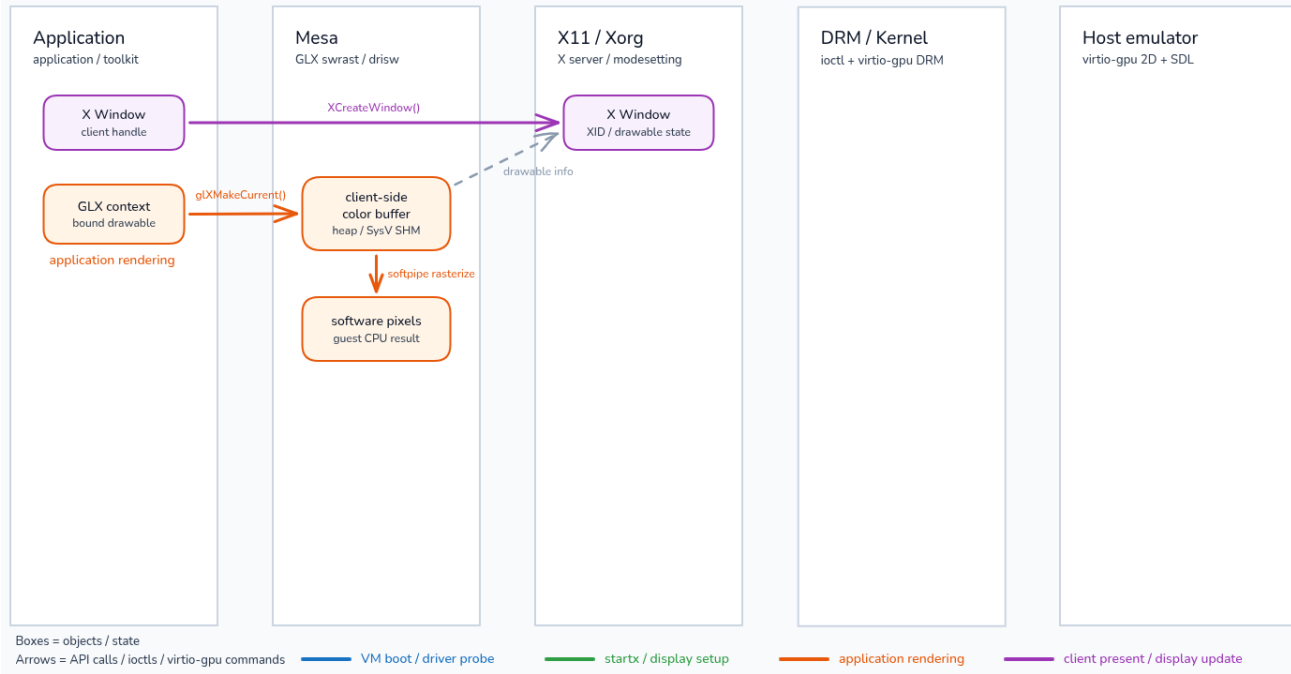 Application
application / toolkit
Mesa
GLX swrast / drisw
X11 / Xorg
X server / modesetting
DRM / Kernel
ioctl + virtio-gpu DRM
Host emulator
virtio-gpu 2D + SDL
X Window
client handle
XCreateWindow()
X Window
XID / drawable state
drawable info
GLX context
bound drawable
glXMakeCurrent()
client-side
color buffer
heap / SysV SHM
application rendering
softpipe rasterize
software pixels
guest CPU result
Boxes = objects / state
Arrows = API calls / ioctls / virtio-gpu commands
VM boot / driver probe
startx / display setup
application rendering
client present / display update